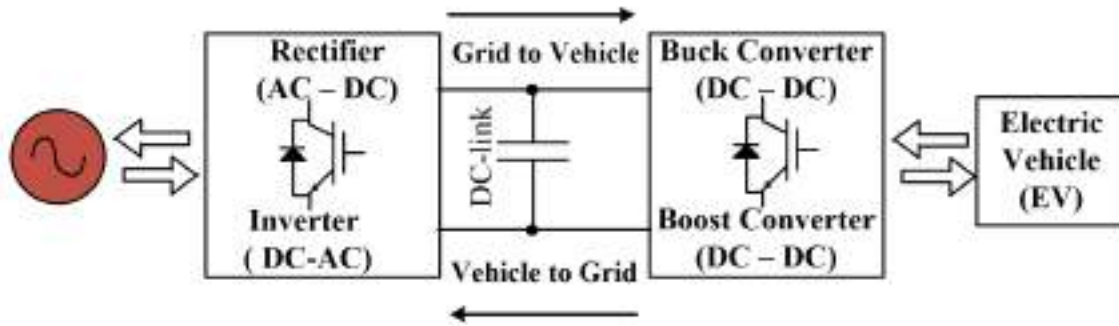 Rectifier
(AC – DC)
Inverter
( DC-AC)
Grid to Vehicle
DC-link
Vehicle to Grid
Buck Converter
(DC – DC)
Boost Converter
(DC – DC)
Electric
Vehicle
(EV)